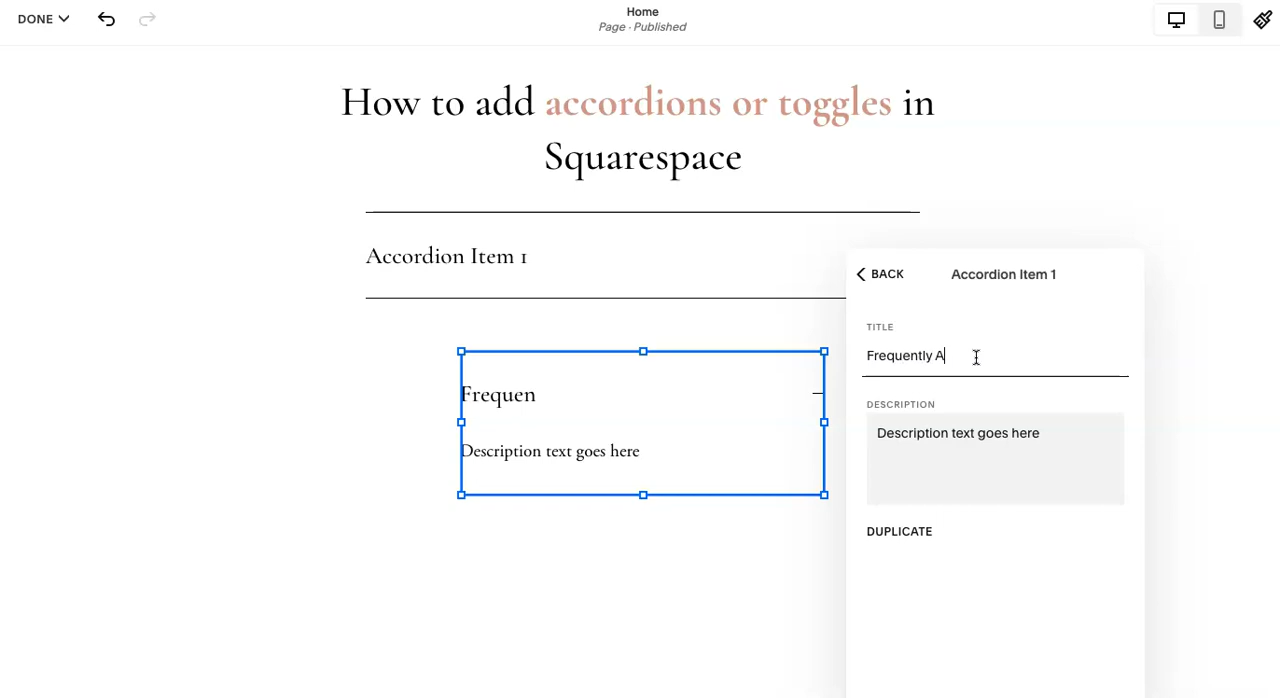 DONE
Home
Page · Published
How to add accordions or toggles in
Squarespace
Accordion Item 1
BACK
Accordion Item 1
TITLE
Frequently A
DESCRIPTION
Description text goes here
DUPLICATE
Frequen
Description text goes here